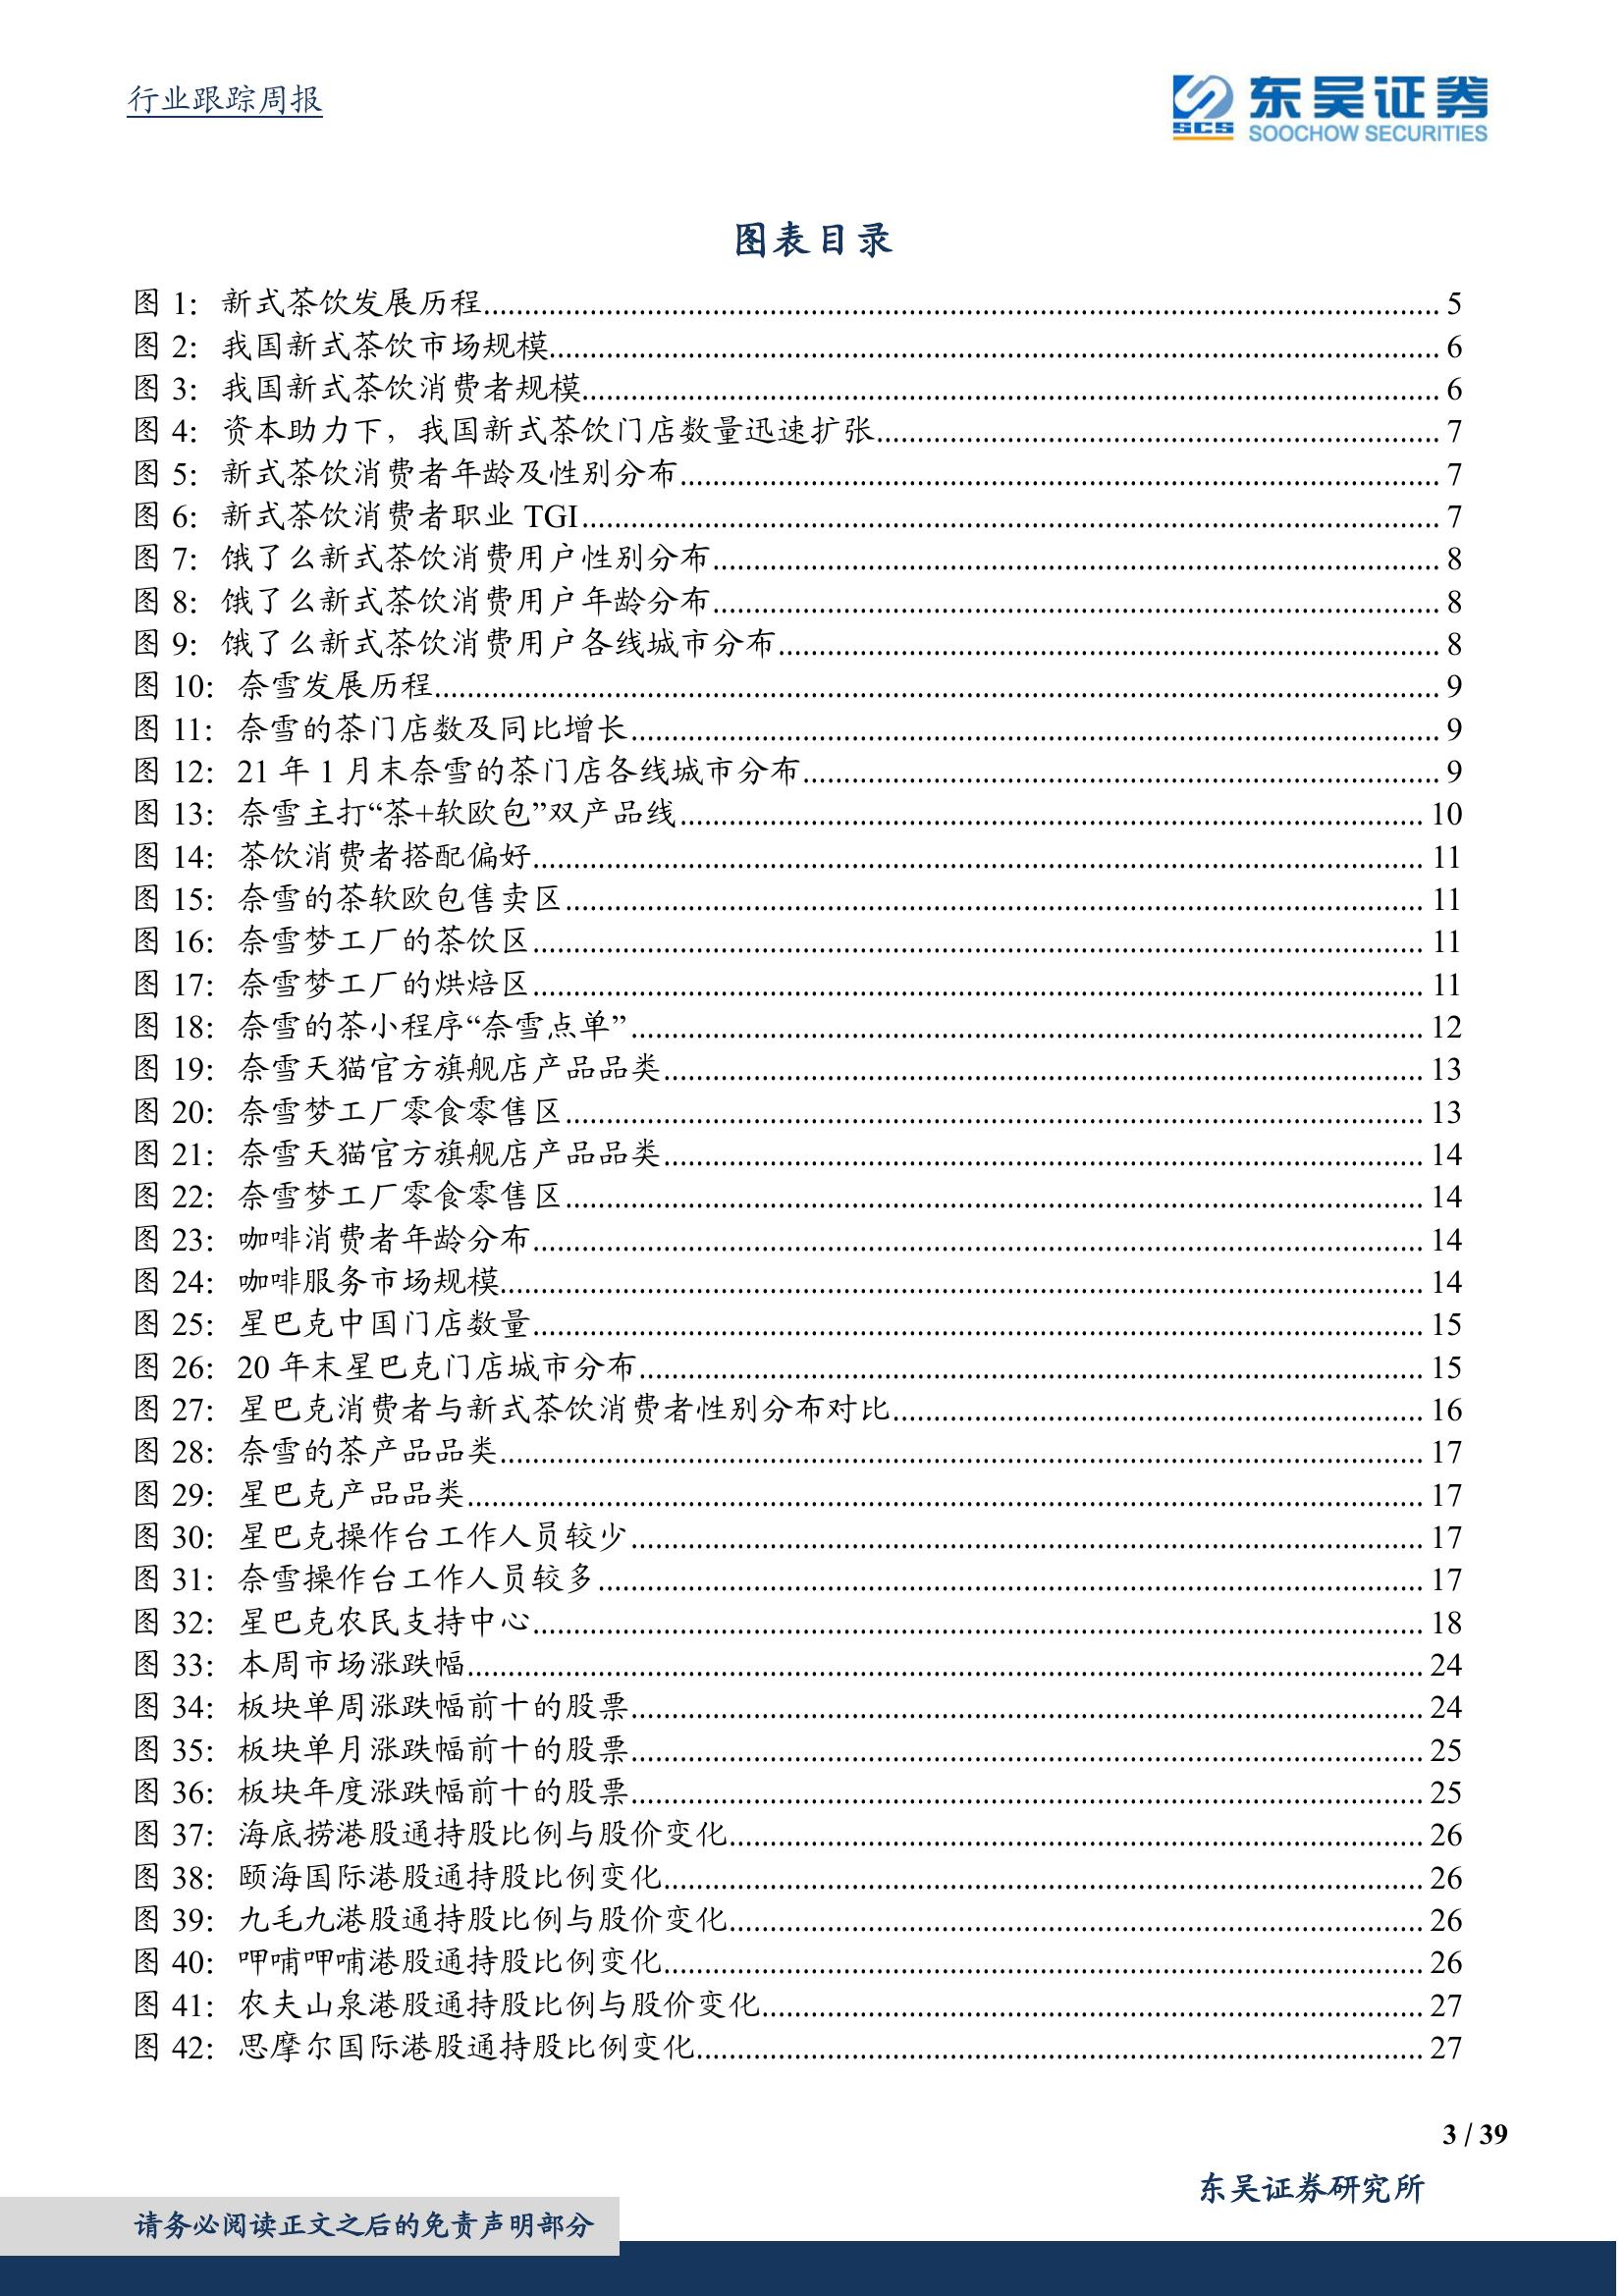 行业跟踪周报
SCS 东吴证券
SOOCHOW SECURITIES
图表目录
图 1：新式茶饮发展历程 5
图 2：我国新式茶饮市场规模 6
图 3：我国新式茶饮消费者规模 6
图 4：资本助力下，我国新式茶饮门店数量迅速扩张 7
图 5：新式茶饮消费者年龄及性别分布 7
图 6：新式茶饮消费者职业 TGI 7
图 7：饿了么新式茶饮消费用户性别分布 8
图 8：饿了么新式茶饮消费用户年龄分布 8
图 9：饿了么新式茶饮消费用户各线城市分布 8
图 10：奈雪发展历程 9
图 11：奈雪的茶门店数及同比增长 9
图 12：21 年 1 月末奈雪的茶门店各线城市分布 9
图 13：奈雪主打“茶+软欧包”双产品线 10
图 14：茶饮消费者搭配偏好 11
图 15：奈雪的茶软欧包售卖区 11
图 16：奈雪梦工厂的茶饮区 11
图 17：奈雪梦工厂的烘焙区 11
图 18：奈雪的茶小程序“奈雪点单” 12
图 19：奈雪天猫官方旗舰店产品品类 13
图 20：奈雪梦工厂零食零售区 13
图 21：奈雪天猫官方旗舰店产品品类 14
图 22：奈雪梦工厂零食零售区 14
图 23：咖啡消费者年龄分布 14
图 24：咖啡服务市场规模 14
图 25：星巴克中国门店数量 15
图 26：20 年末星巴克门店城市分布 15
图 27：星巴克消费者与新式茶饮消费者性别分布对比 16
图 28：奈雪的茶产品品类 17
图 29：星巴克产品品类 17
图 30：星巴克操作台工作人员较少 17
图 31：奈雪操作台工作人员较多 17
图 32：星巴克农民支持中心 18
图 33：本周市场涨跌幅 24
图 34：板块单周涨跌幅前十的股票 24
图 35：板块单月涨跌幅前十的股票 25
图 36：板块年度涨跌幅前十的股票 25
图 37：海底捞港股通持股比例与股价变化 26
图 38：颐海国际港股通持股比例变化 26
图 39：九毛九港股通持股比例与股价变化 26
图 40：呷哺呷哺港股通持股比例变化 26
图 41：农夫山泉港股通持股比例与股价变化 27
图 42：思摩尔国际港股通持股比例变化 27
3 / 39
东吴证券研究所
请务必阅读正文之后的免责声明部分